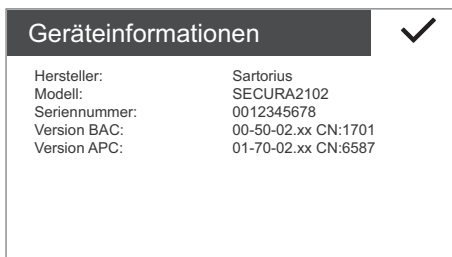 Geräteinformationen
Hersteller: Sartorius
Modell: SECURA2102
Seriennummer: 0012345678
Version BAC: 00-50-02.xx CN:1701
Version APC: 01-70-02.xx CN:6587